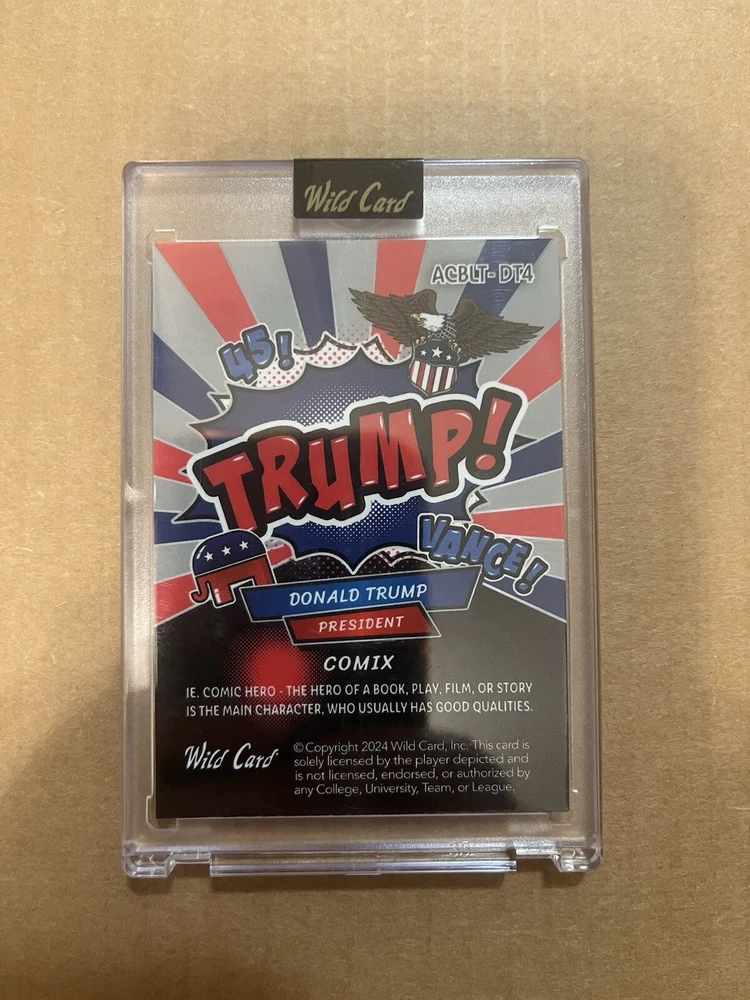 Wild Card
ACBLT- DT4
45!
TRUMP!
VANCE!
DONALD TRUMP
PRESIDENT
COMIX
IE. COMIC HERO - THE HERO OF A BOOK, PLAY, FILM, OR STORY
IS THE MAIN CHARACTER, WHO USUALLY HAS GOOD QUALITIES.
Wild Card
© Copyright 2024 Wild Card, Inc. This card is
solely licensed by the player depicted and
is not licensed, endorsed, or authorized by
any College, University, Team, or League.